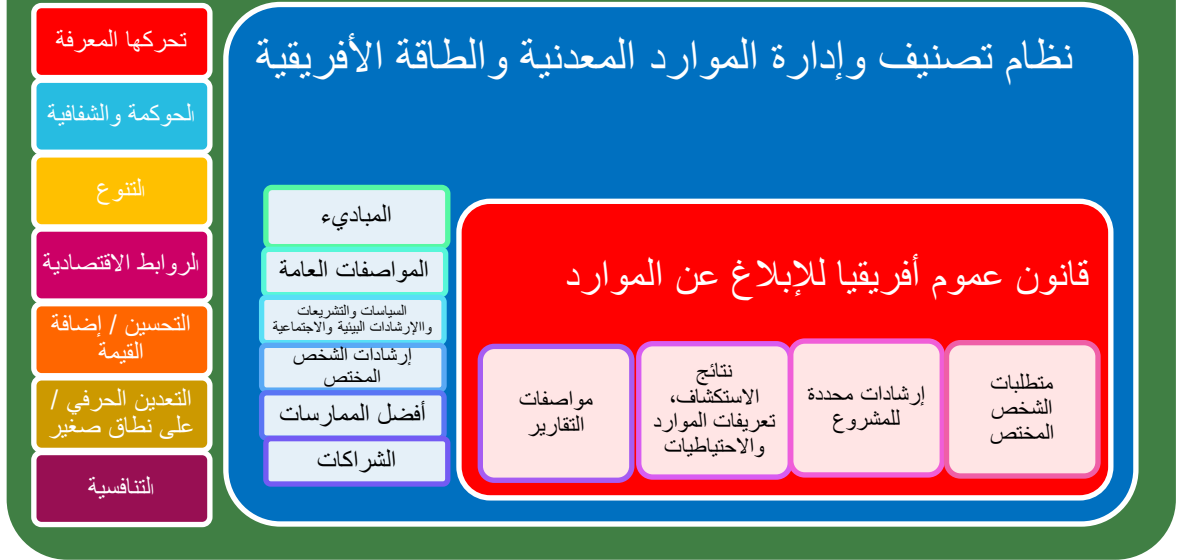 نظام تصنيف وإدارة الموارد المعدنية والطاقة الأفريقية
تحركها المعرفة
الحوكمة والشفافية
التنوع
الروابط الاقتصادية
التحسين / إضافة
القيمة
التعدين الحرفي /
على نطاق صغير
التنافسية
المباديء
المواصفات العامة
السياسات والتشريعات
واالإرشادات البيئية والاجتماعية
إرشادات الشخص
المختص
أفضل الممارسات
الشراكات
قانون عموم أفريقيا للإبلاغ عن الموارد
متطلبات
الشخص
المختص
إرشادات محددة
للمشروع
نتائج
الاستكشاف،
تعريفات الموارد
والاحتياطيات
مواصفات
التقارير